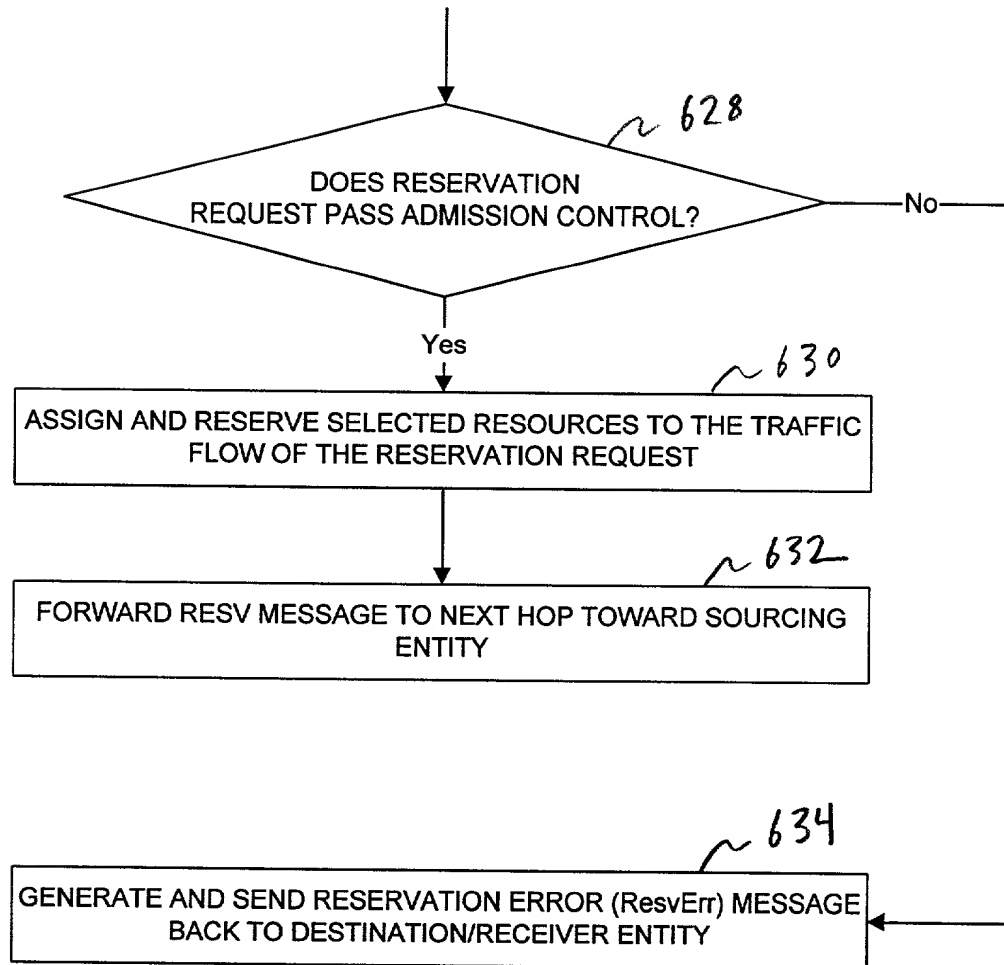 628
DOES RESERVATION
REQUEST PASS ADMISSION CONTROL?
No
Yes
630
ASSIGN AND RESERVE SELECTED RESOURCES TO THE TRAFFIC
FLOW OF THE RESERVATION REQUEST
632
FORWARD RESV MESSAGE TO NEXT HOP TOWARD SOURCING
ENTITY
634
GENERATE AND SEND RESERVATION ERROR (ResvErr) MESSAGE
BACK TO DESTINATION/RECEIVER ENTITY